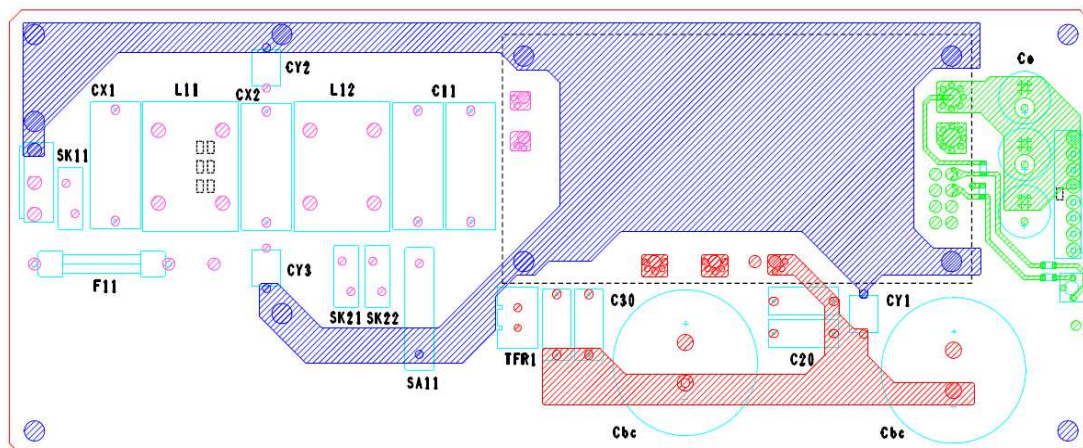 Co
CY2
CX1
L11
CX2
L12
C11
SK11
CY3
F11
SK21
SK22
SA11
TFR1
C30
C20
CY1
Cbc
Cbc